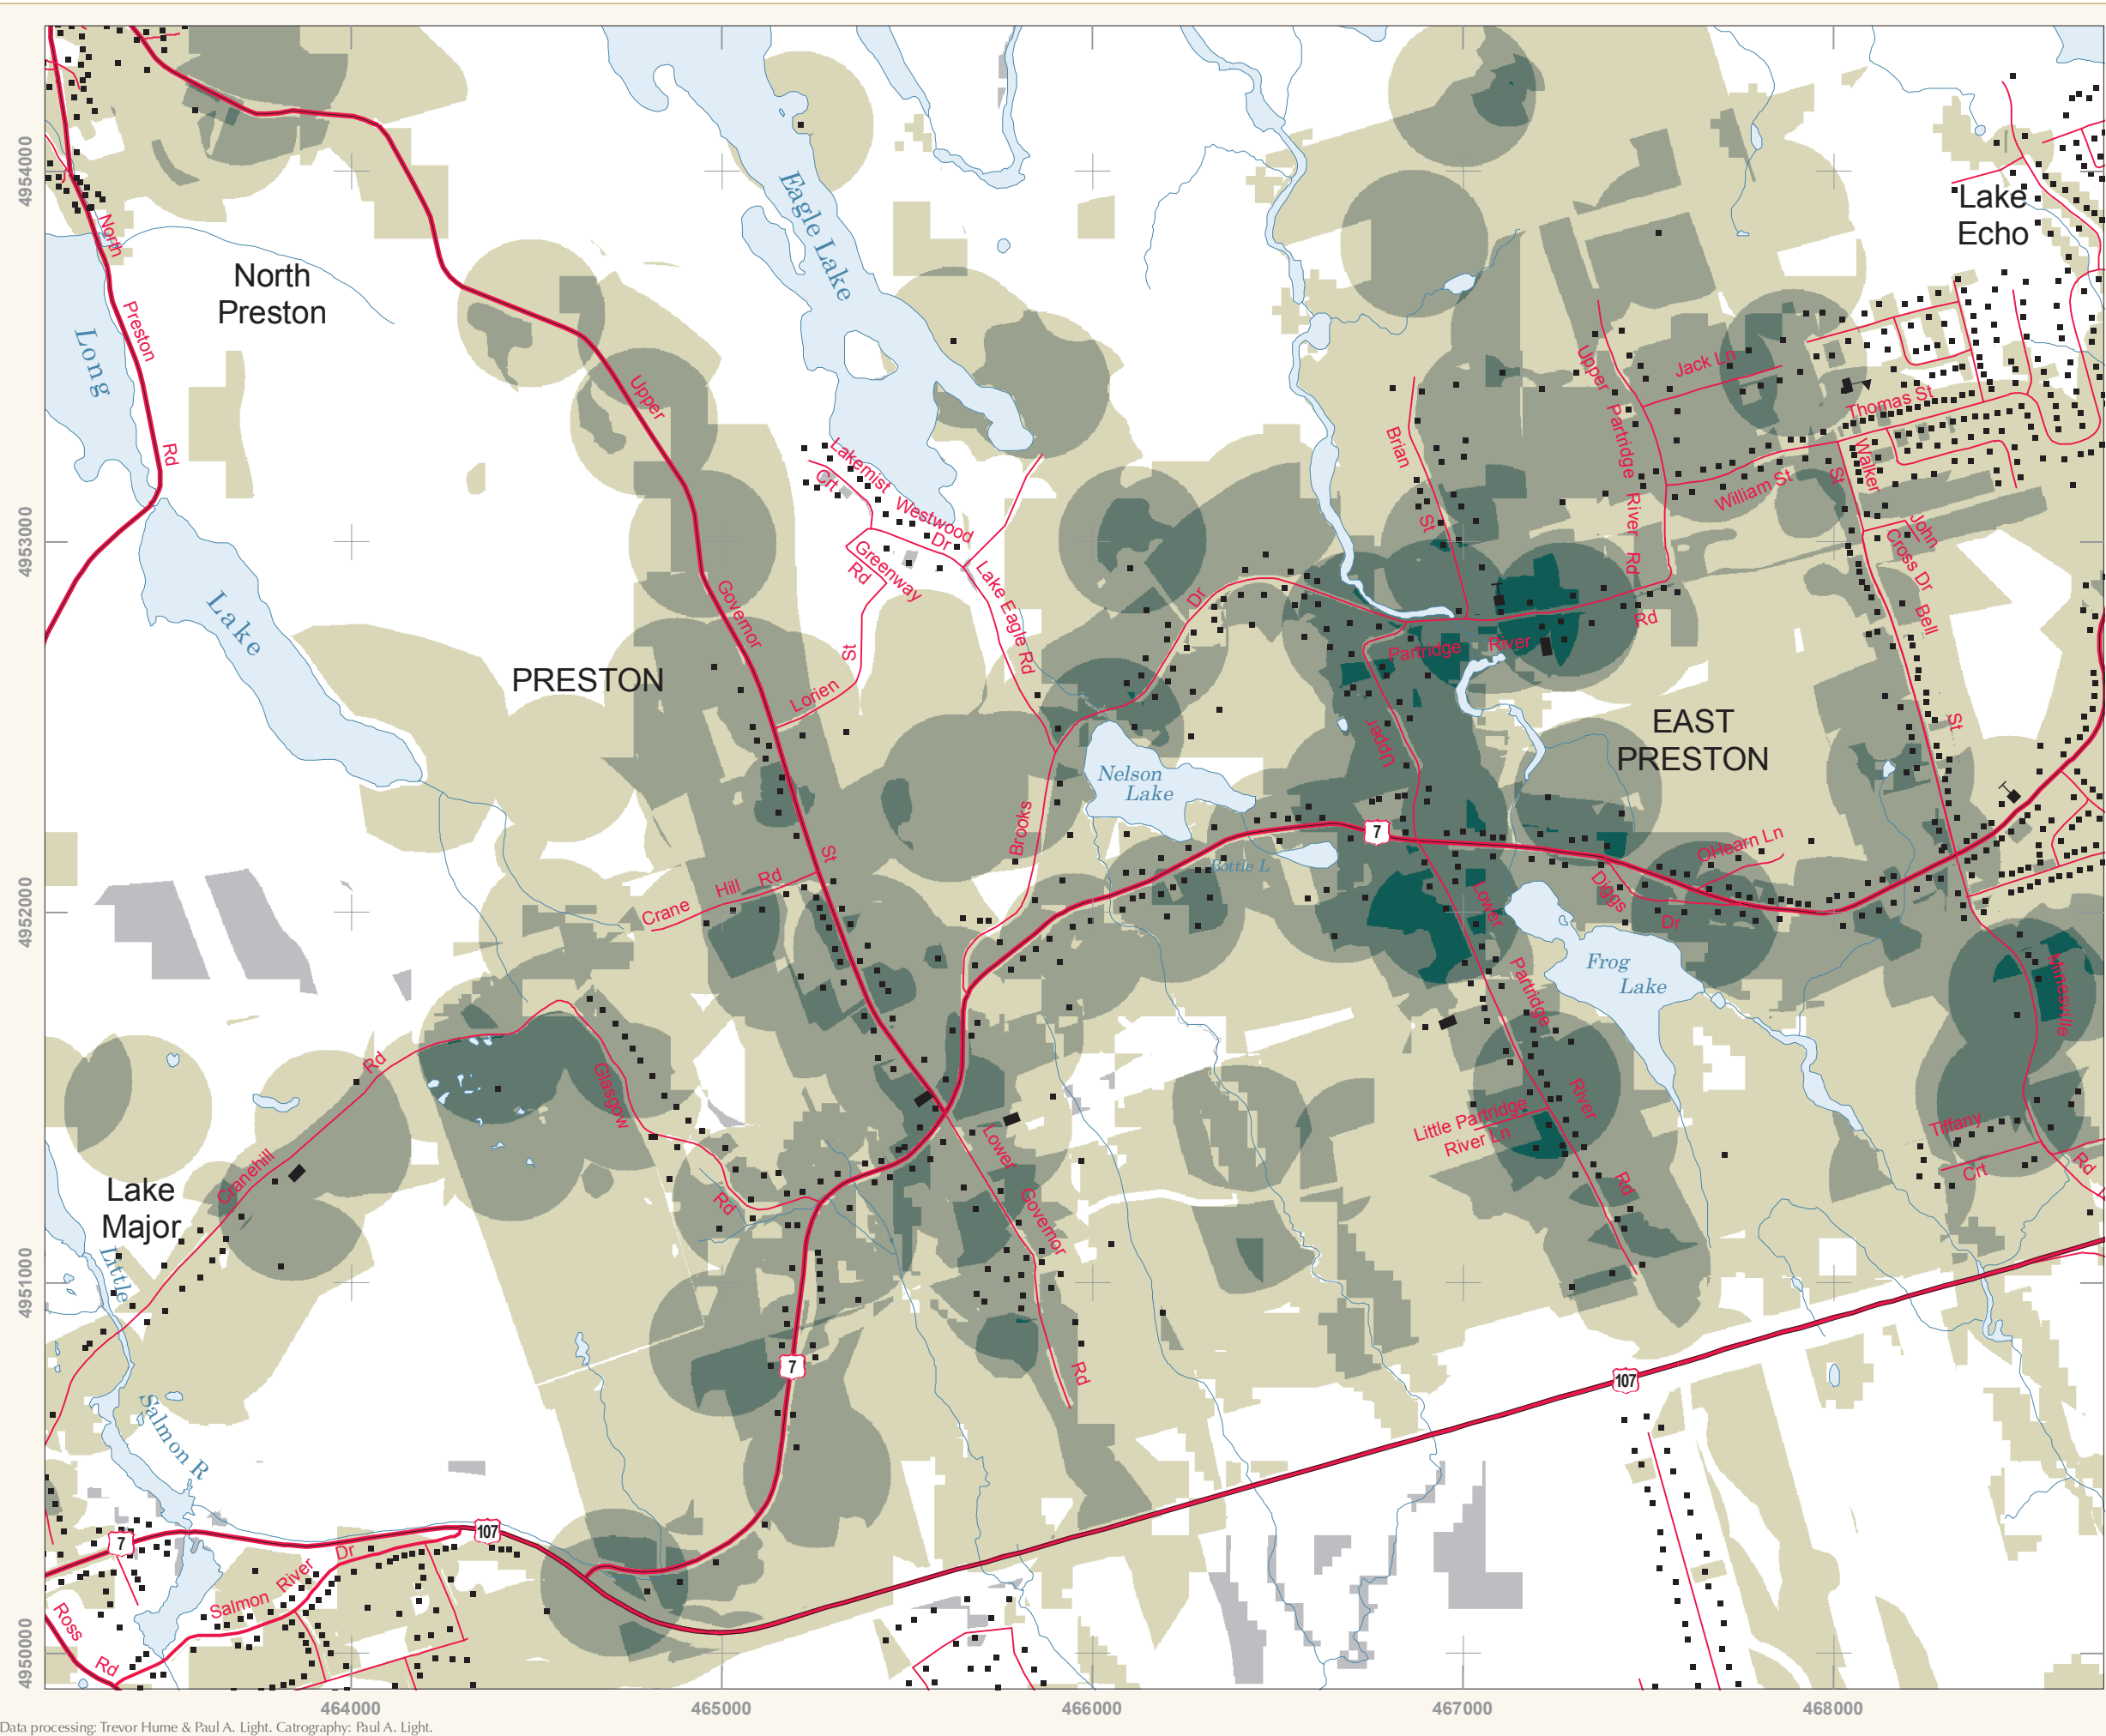 4954000
4953000
4952000
4951000
4950000
North
Preston
Rd
North
Preston
Long
Lake
Eagle Lake
Lake
Echo
Upper
Governor
St
Lakemist
Crt
Westwood
Dr
Greenway
Rd
Lake Eagle Rd
Lorien
St
PRESTON
Brooks
Dr
Nelson
Lake
Bottle L
Crane Hill Rd
Brian
St
Upper Partridge River Rd
Jack Ln
Thomas St
William St
Walker
St
John
Cross Dr
Bell
St
Partridge River
Rd
Upper
EAST
PRESTON
7
OHearn Ln
Diggs
Dr
Lower
Partridge
River
Rd
Frog
Lake
Minesville
Rd
Little Partridge
River Ln
Tiffany
Crt
Cranehill
Rd
Glasgow
Rd
Lower
Governor
Rd
Lake
Major
Little
Salmon R
7
107
107
7
Salmon River Dr
Ross
Rd
464000
465000
466000
467000
468000
Data processing: Trevor Hume & Paul A. Light. Catrography: Paul A. Light.